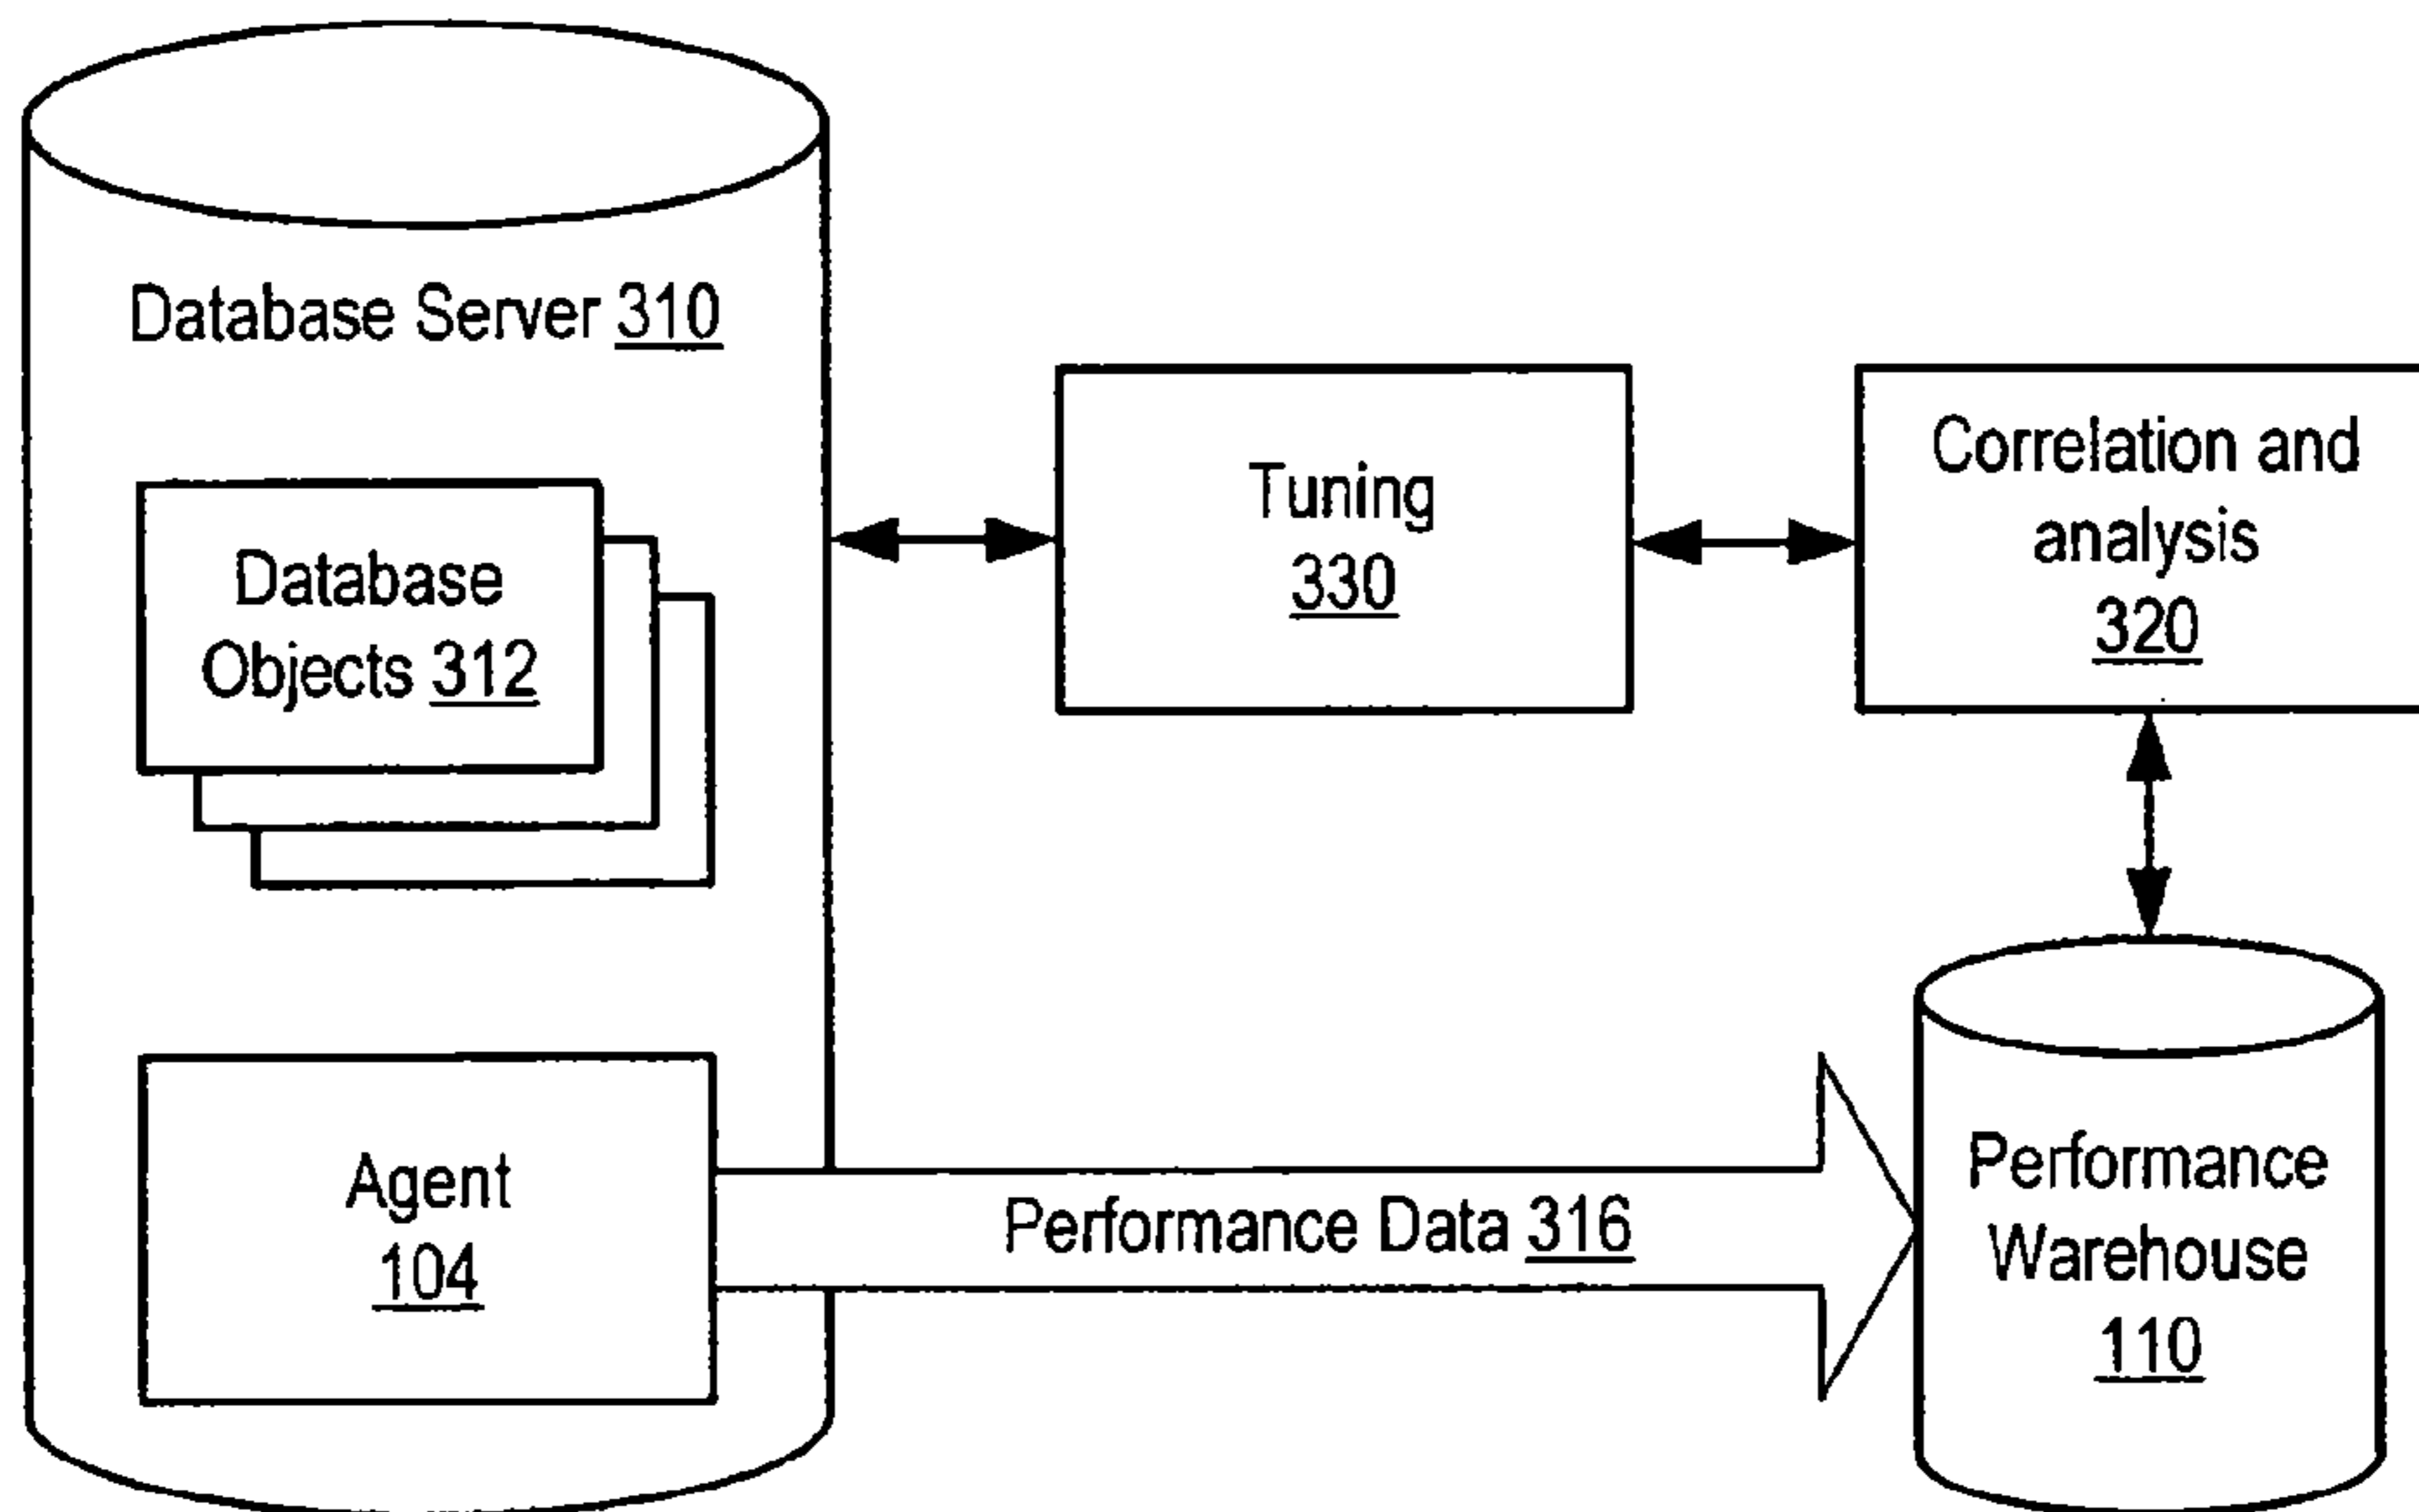 Database Server 310
Database
Objects 312
Tuning
330
Correlation and
analysis
320
Agent
104
Performance Data 316
Performance
Warehouse
110